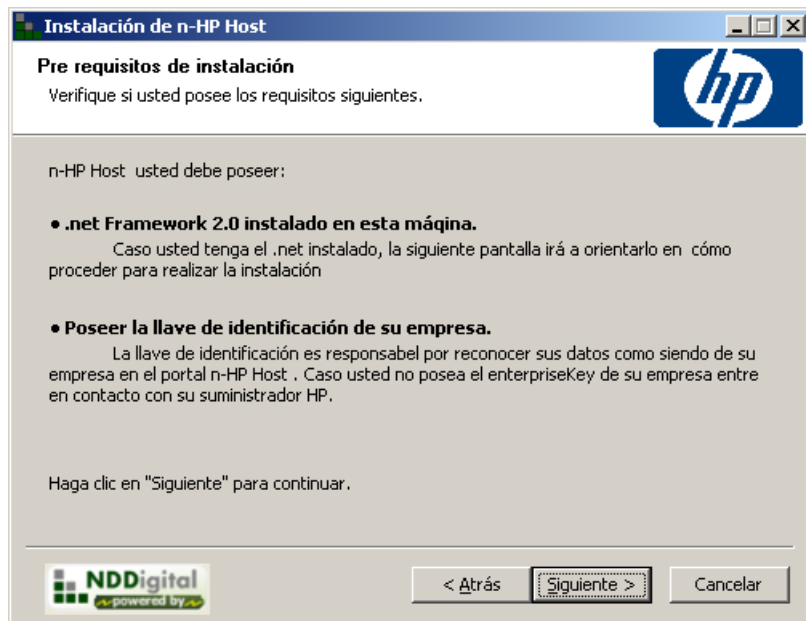 Instalación de n-HP Host
Pre requisitos de instalación
Verifique si usted posee los requisitos siguientes.
hp
n-HP Host usted debe poseer:
• .net Framework 2.0 instalado en esta máqina.
Caso usted tenga el .net instalado, la siguiente pantalla irá a orientarlo en cómo
proceder para realizar la instalación
• Poseer la llave de identificación de su empresa.
La llave de identificación es responsabel por reconocer sus datos como siendo de su
empresa en el portal n-HP Host . Caso usted no posea el enterpriseKey de su empresa entre
en contacto con su suministrador HP.
Haga clic en "Siguiente" para continuar.
NDDigital
powered by
< Atrás
Siguiente >
Cancelar